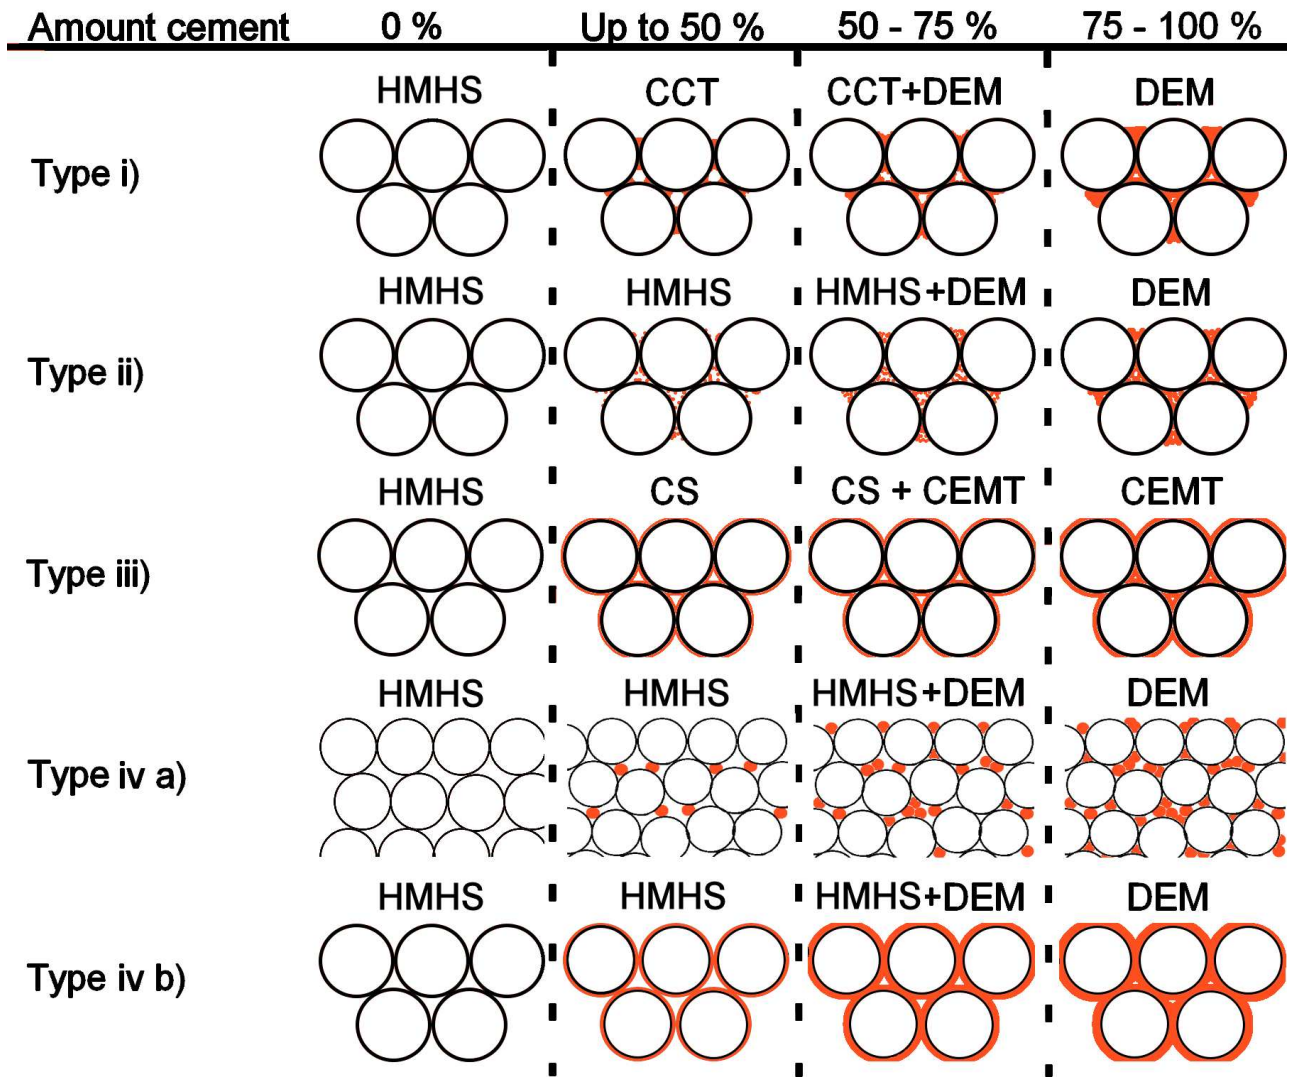 Amount cement 0 % Up to 50 % 50 - 75 % 75 - 100 %
HMHS CCT CCT+DEM DEM
Type i)
HMHS HMHS HMHS+DEM DEM
Type ii)
HMHS CS CS + CEMT CEMT
Type iii)
HMHS HMHS HMHS+DEM DEM
Type iv a)
HMHS HMHS HMHS+DEM DEM
Type iv b)